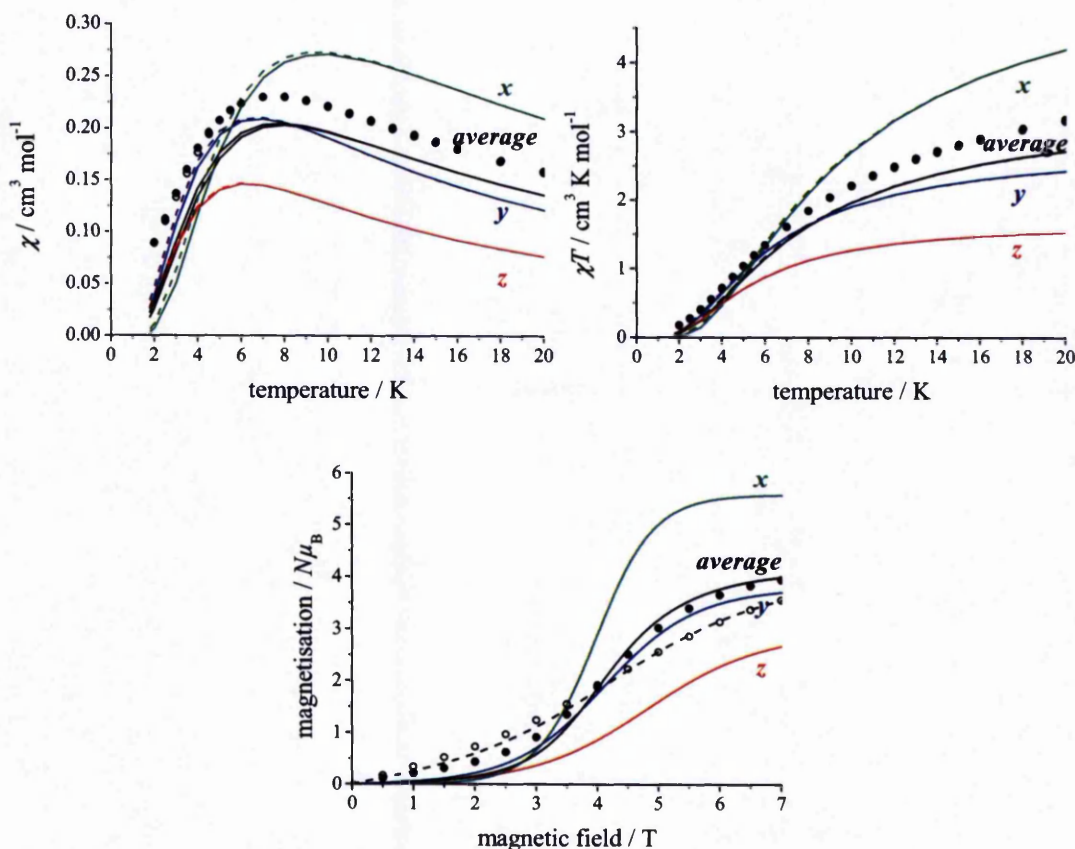 0.30
0.25
0.20
0.15
0.10
0.05
0.00
χ / cm³ mol⁻¹
0 2 4 6 8 10 12 14 16 18 20
temperature / K
x
average
y
z
4
3
2
1
0
χT / cm³ K mol⁻¹
0 2 4 6 8 10 12 14 16 18 20
temperature / K
x
average
y
z
6
5
4
3
2
1
0
magnetisation / Nμ_B
0 1 2 3 4 5 6 7
magnetic field / T
x
average
y
z